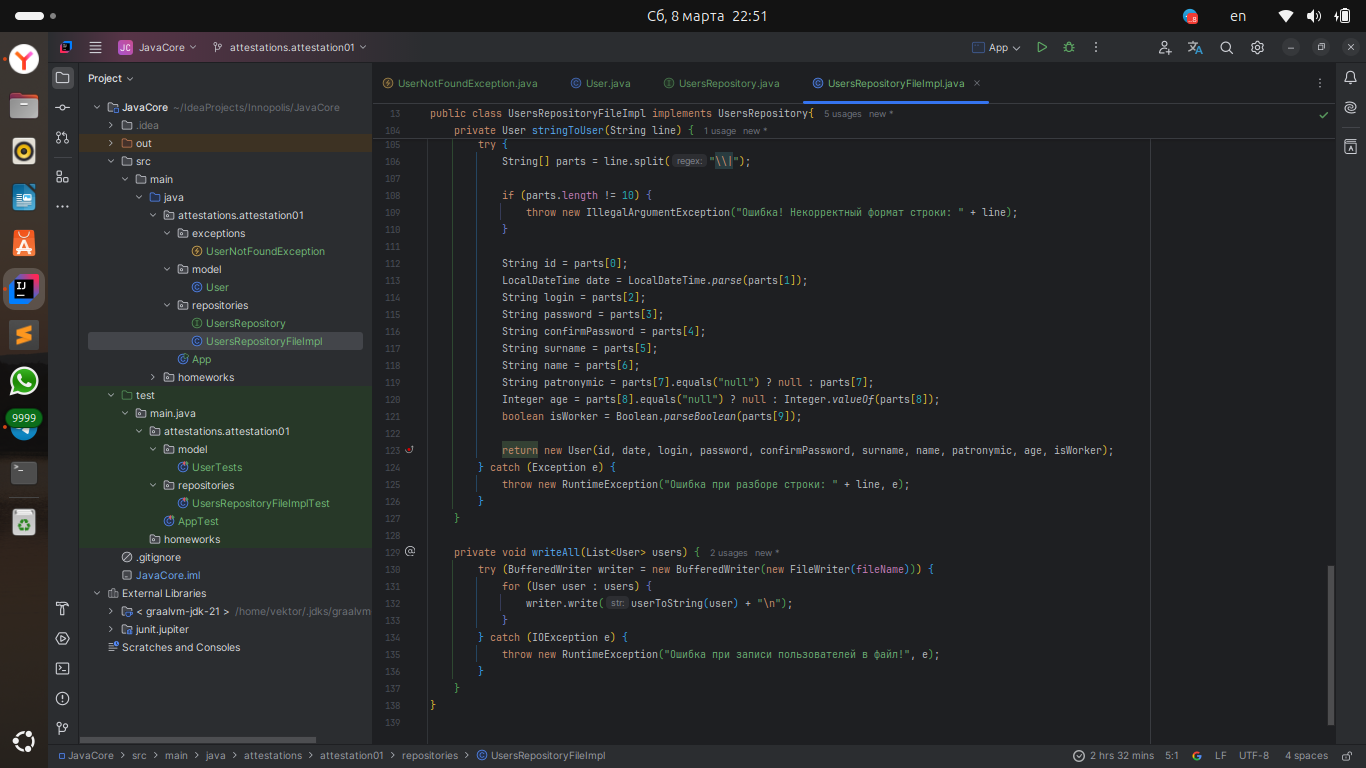 Сб, 8 марта 22:51
8
en
JC JavaCore
attestations.attestation01
App
Project
JavaCore ~/IdeaProjects/Innopolis/JavaCore
.idea
out
src
main
java
attestations.attestation01
exceptions
UserNotFoundException
model
User
repositories
UsersRepository
UsersRepositoryFileImpl
App
homeworks
test
main.java
attestations.attestation01
model
UserTests
repositories
UsersRepositoryFileImplTest
AppTest
homeworks
.gitignore
JavaCore.iml
External Libraries
< graalvm-jdk-21 > /home/vektor/.jdks/graalvm
junit.jupiter
Scratches and Consoles
9999
UserNotFoundException.java
User.java
UsersRepository.java
UsersRepositoryFileImpl.java
13 public class UsersRepositoryFileImpl implements UsersRepository{ 5 usages new *
104 private User stringToUser(String line) { 1 usage new *
105 try {
106 String[] parts = line.split( regex: "\\|");
107
108 if (parts.length != 10) {
109 throw new IllegalArgumentException("Ошибка! Некорректный формат строки: " + line);
110 }
111
112 String id = parts[0];
113 LocalDateTime date = LocalDateTime.parse(parts[1]);
114 String login = parts[2];
115 String password = parts[3];
116 String confirmPassword = parts[4];
117 String surname = parts[5];
118 String name = parts[6];
119 String patronymic = parts[7].equals("null") ? null : parts[7];
120 Integer age = parts[8].equals("null") ? null : Integer.valueOf(parts[8]);
121 boolean isWorker = Boolean.parseBoolean(parts[9]);
122
123 return new User(id, date, login, password, confirmPassword, surname, name, patronymic, age, isWorker);
124 } catch (Exception e) {
125 throw new RuntimeException("Ошибка при разборе строки: " + line, e);
126 }
127 }
128
129 private void writeAll(List<User> users) { 2 usages new *
130 try (BufferedWriter writer = new BufferedWriter(new FileWriter(fileName))) {
131 for (User user : users) {
132 writer.write( str: userToString(user) + "\n");
133 }
134 } catch (IOException e) {
135 throw new RuntimeException("Ошибка при записи пользователей в файл!", e);
136 }
137 }
138 }
139
JavaCore > src > main > java > attestations > attestation01 > repositories > UsersRepositoryFileImpl
2 hrs 32 mins 5:1 LF UTF-8 4 spaces